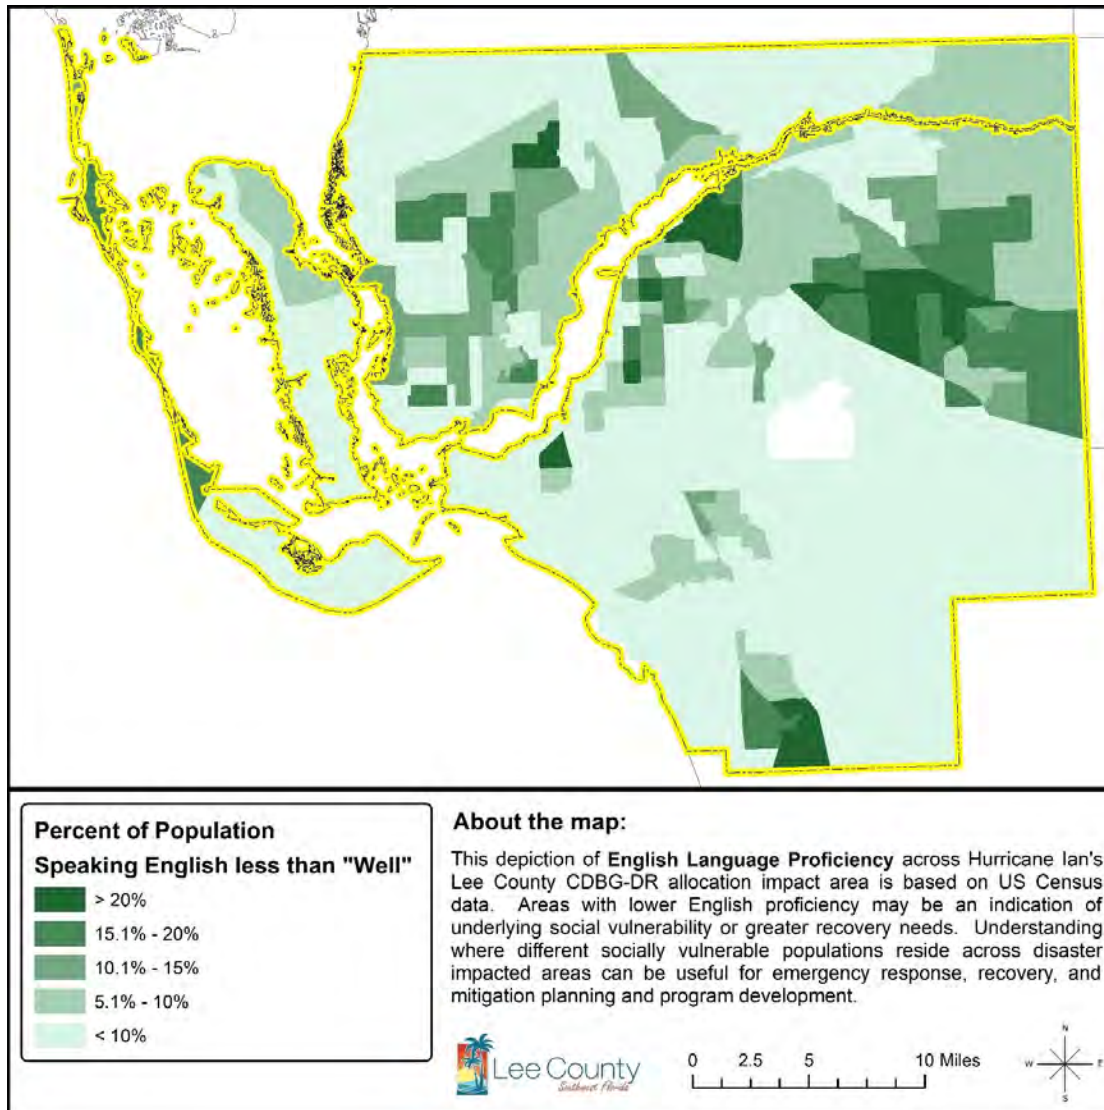 Percent of Population
Speaking English less than "Well"
> 20%
15.1% - 20%
10.1% - 15%
5.1% - 10%
< 10%
About the map:
This depiction of English Language Proficiency across Hurricane Ian's
Lee County CDBG-DR allocation impact area is based on US Census
data. Areas with lower English proficiency may be an indication of
underlying social vulnerability or greater recovery needs. Understanding
where different socially vulnerable populations reside across disaster
impacted areas can be useful for emergency response, recovery, and
mitigation planning and program development.
Lee County
Southwest Florida
0 2.5 5 10 Miles
N
W E
S